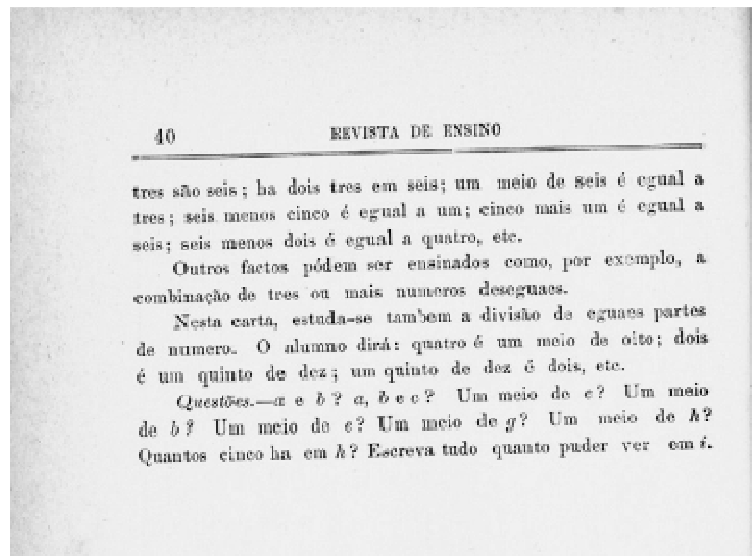 40 REVISTA DE ENSINO
tres são seis; ha dois tres em seis; um meio de seis é egual a
tres; seis menos cinco é egual a um; cinco mais um é egual a
seis; seis menos dois é egual a quatro, etc.
Outros factos pódem ser ensinados como, por exemplo, a
combinação de tres ou mais numeros deseguaes.
Nesta carta, estuda-se tambem a divisão de eguaes partes
de numero. O alumno dirá: quatro é um meio de oito; dois
é um quinto de dez; um quinto de dez é dois, etc.
Questões.—a e b? a, b e c? Um meio de c? Um meio
de b? Um meio de e? Um meio de g? Um meio de h?
Quantos cinco ha em h? Escreva tudo quanto puder ver em i.